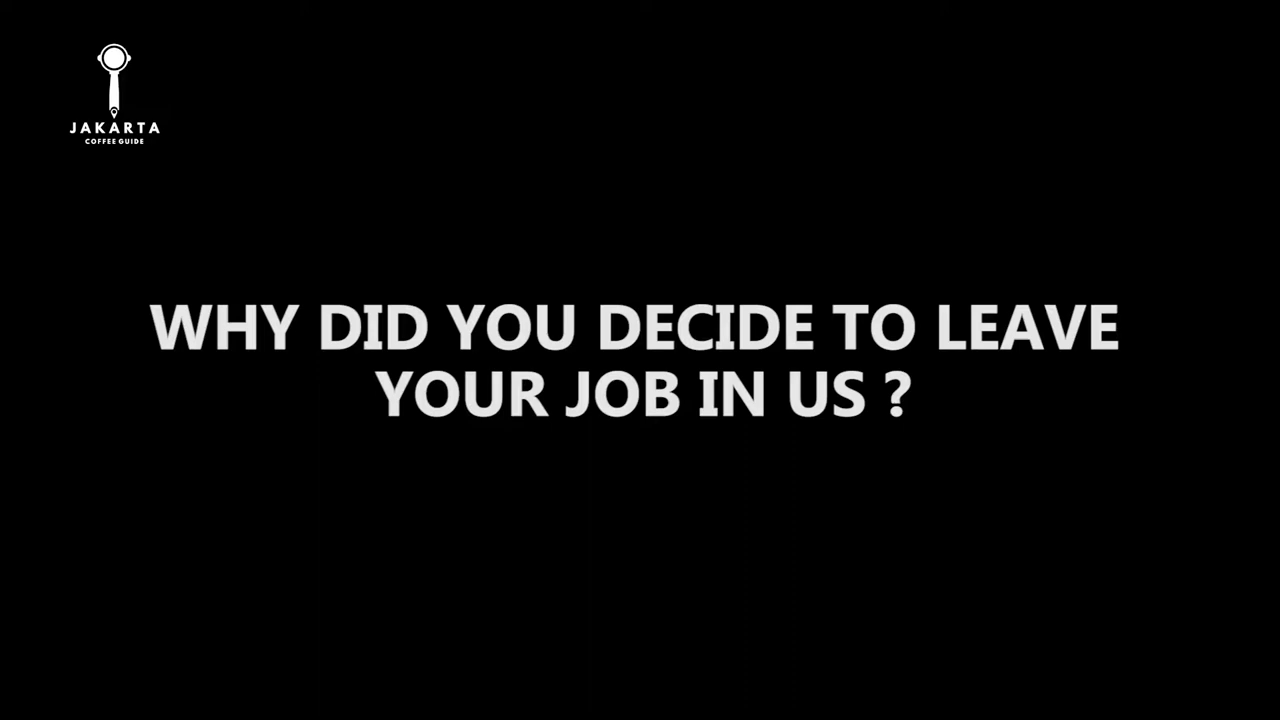 JAKARTA
COFFEE GUIDE
WHY DID YOU DECIDE TO LEAVE
YOUR JOB IN US ?